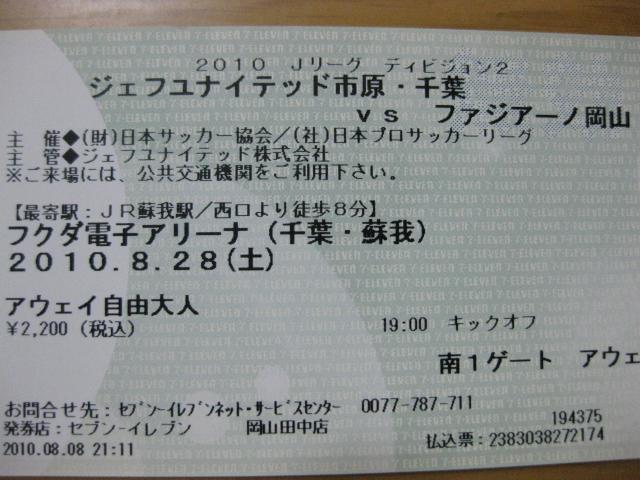 2010 Jリーグ ディビジョン2
ジェフユナイテッド市原・千葉
vs ファジアーノ岡山
主 催◆(財)日本サッカー協会/(社)日本プロサッカーリーグ
主 管◆ジェフユナイテッド株式会社
※ご来場には、公共交通機関をご利用下さい。
【最寄駅:JR蘇我駅/西口より徒歩8分】
フクダ電子アリーナ(千葉・蘇我)
2010.8.28(土)
アウェイ自由大人
¥2,200(税込) 19:00 キックオフ
南1ゲート アウェ
お問合せ先:セブン-イレブンネット・サービスセンター 0077-787-711
194375
発券店:セブン-イレブン 岡山田中店
2010.08.08 21:11 払込票:2383038272174